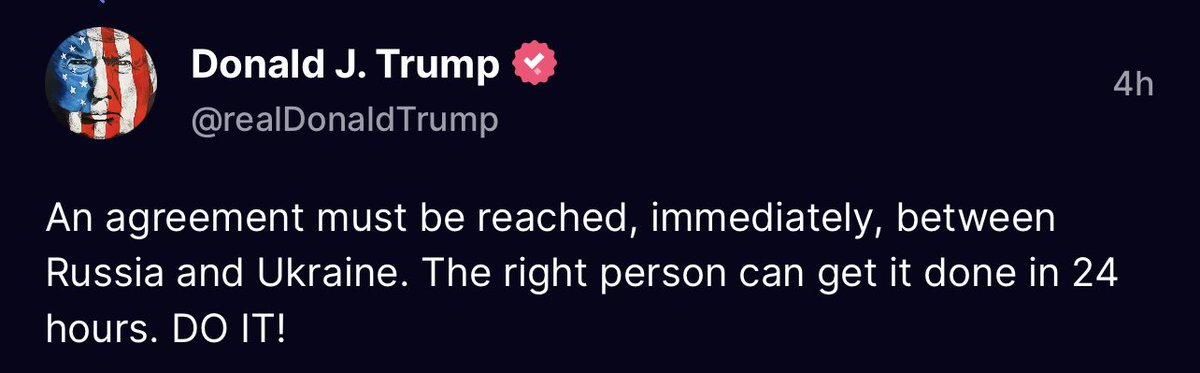 Donald J. Trump
@realDonaldTrump
4h
An agreement must be reached, immediately, between
Russia and Ukraine. The right person can get it done in 24
hours. DO IT!